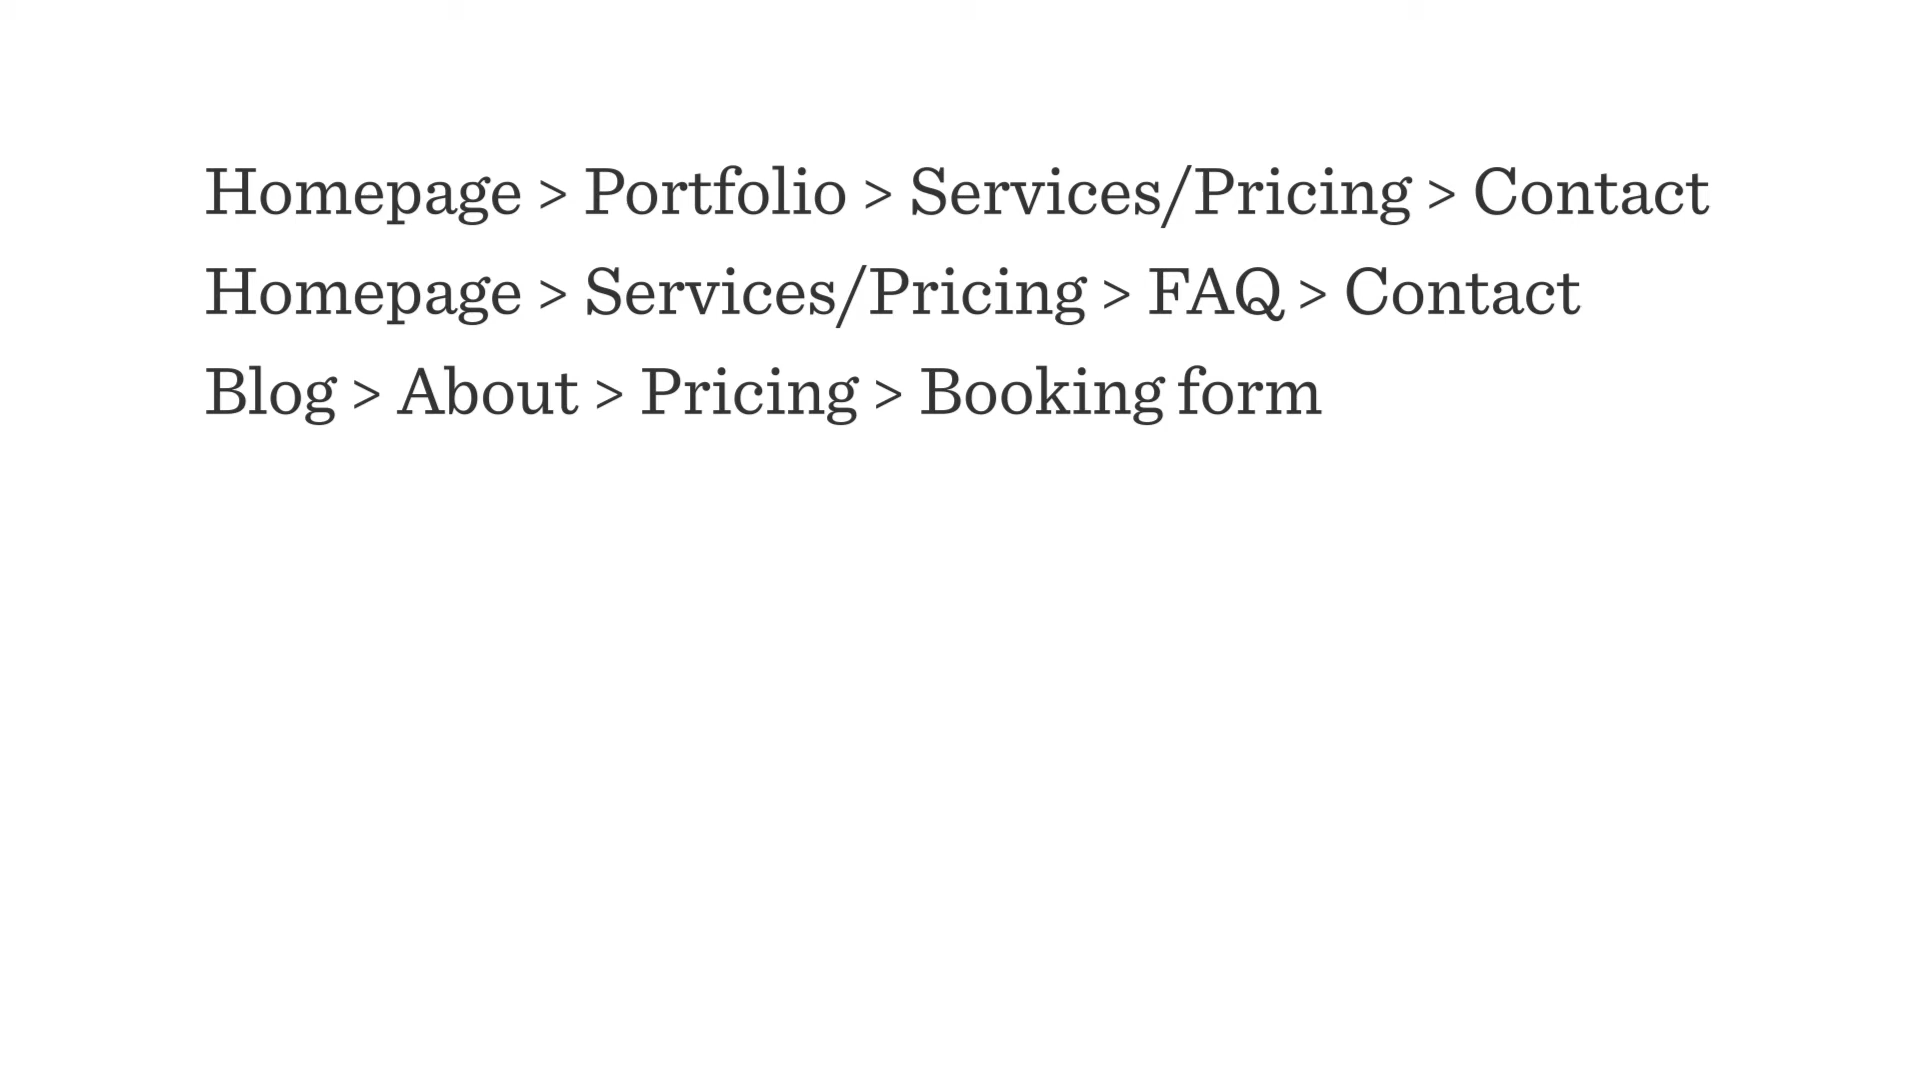 Homepage > Portfolio > Services/Pricing > Contact
Homepage > Services/Pricing > FAQ > Contact
Blog > About > Pricing > Booking form